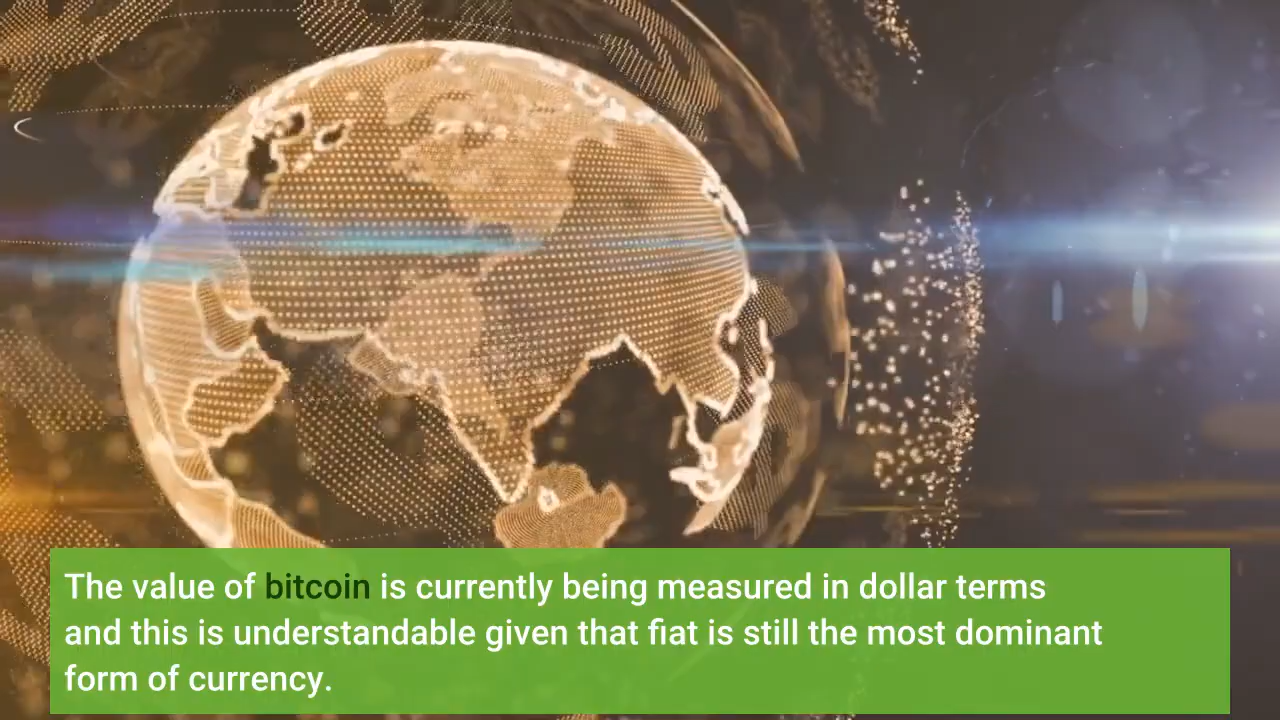 The value of bitcoin is currently being measured in dollar terms
and this is understandable given that fiat is still the most dominant
form of currency.